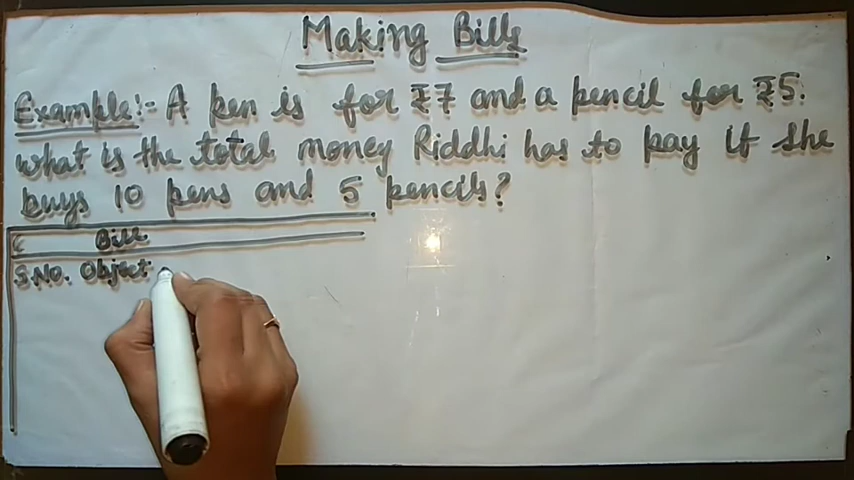 Making Bills
Example:- A pen is for ₹7 and a pencil for ₹5.
what is the total money Riddhi has to pay if she
buys 10 pens and 5 pencils?
Bill
S.No. Object